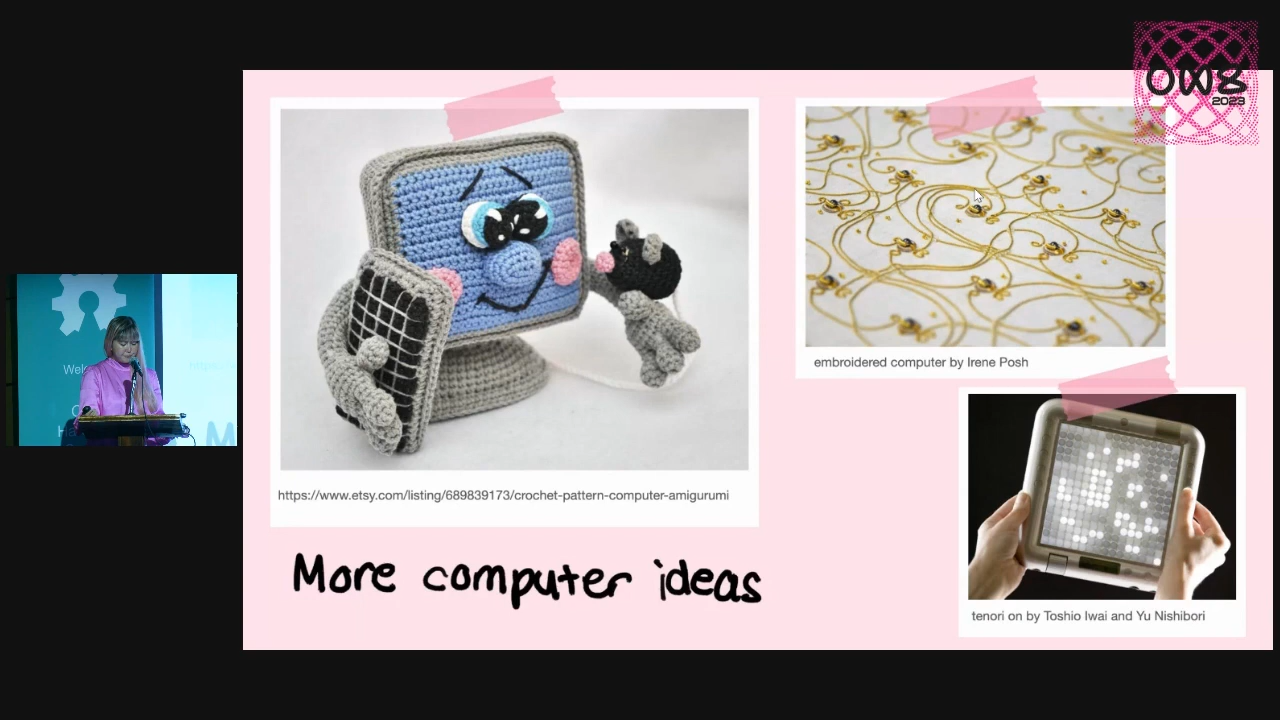 OW8
2023
embroidered computer by Irene Posh
https://www.etsy.com/listing/689839173/crochet-pattern-computer-amigurumi
More computer ideas
tenori on by Toshio Iwai and Yu Nishibori